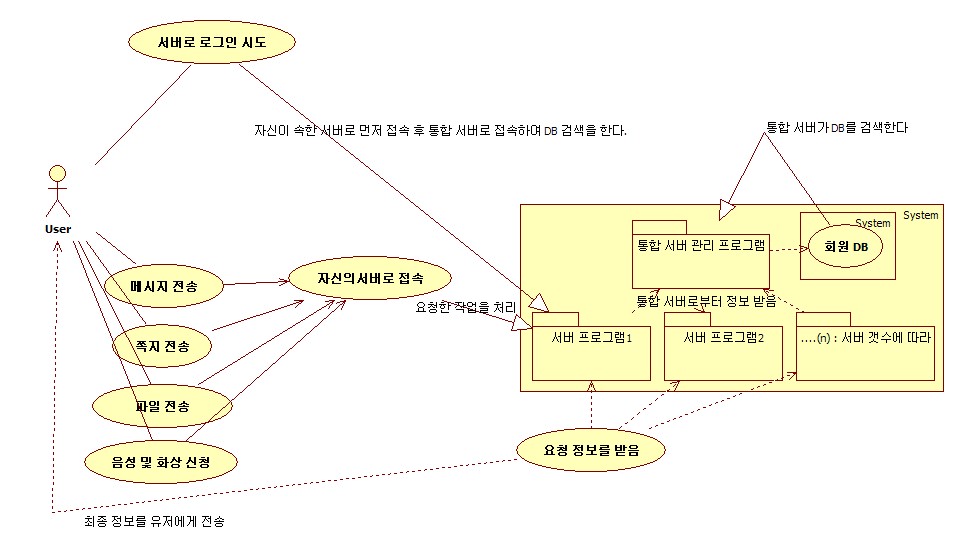 서버로 로그인 시도
자신이 속한 서버로 먼저 접속 후 통합 서버로 접속하여 DB 검색을 한다.
통합 서버가 DB를 검색한다
User
System
System
통합 서버 관리 프로그램
회원 DB
메시지 전송
자신의서버로 접속
요청한 작업을 처리
통합 서버로부터 정보 받음
서버 프로그램1
서버 프로그램2
....(n) : 서버 갯수에 따라
쪽지 전송
파일 전송
음성 및 화상 신청
요청 정보를 받음
최종 정보를 유저에게 전송